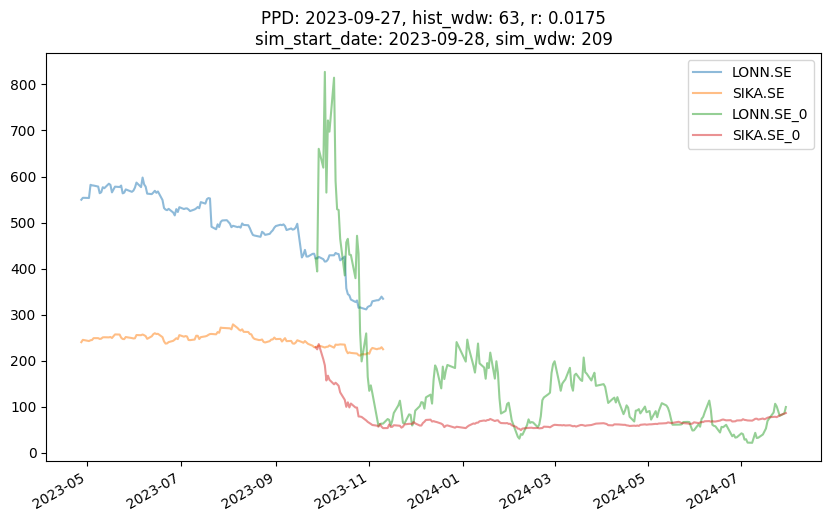 PPD: 2023-09-27, hist_wdw: 63, r: 0.0175
sim_start_date: 2023-09-28, sim_wdw: 209
LONN.SE
SIKA.SE
LONN.SE_0
SIKA.SE_0
800
700
600
500
400
300
200
100
0
2023-05
2023-07
2023-09
2023-11
2024-01
2024-03
2024-05
2024-07